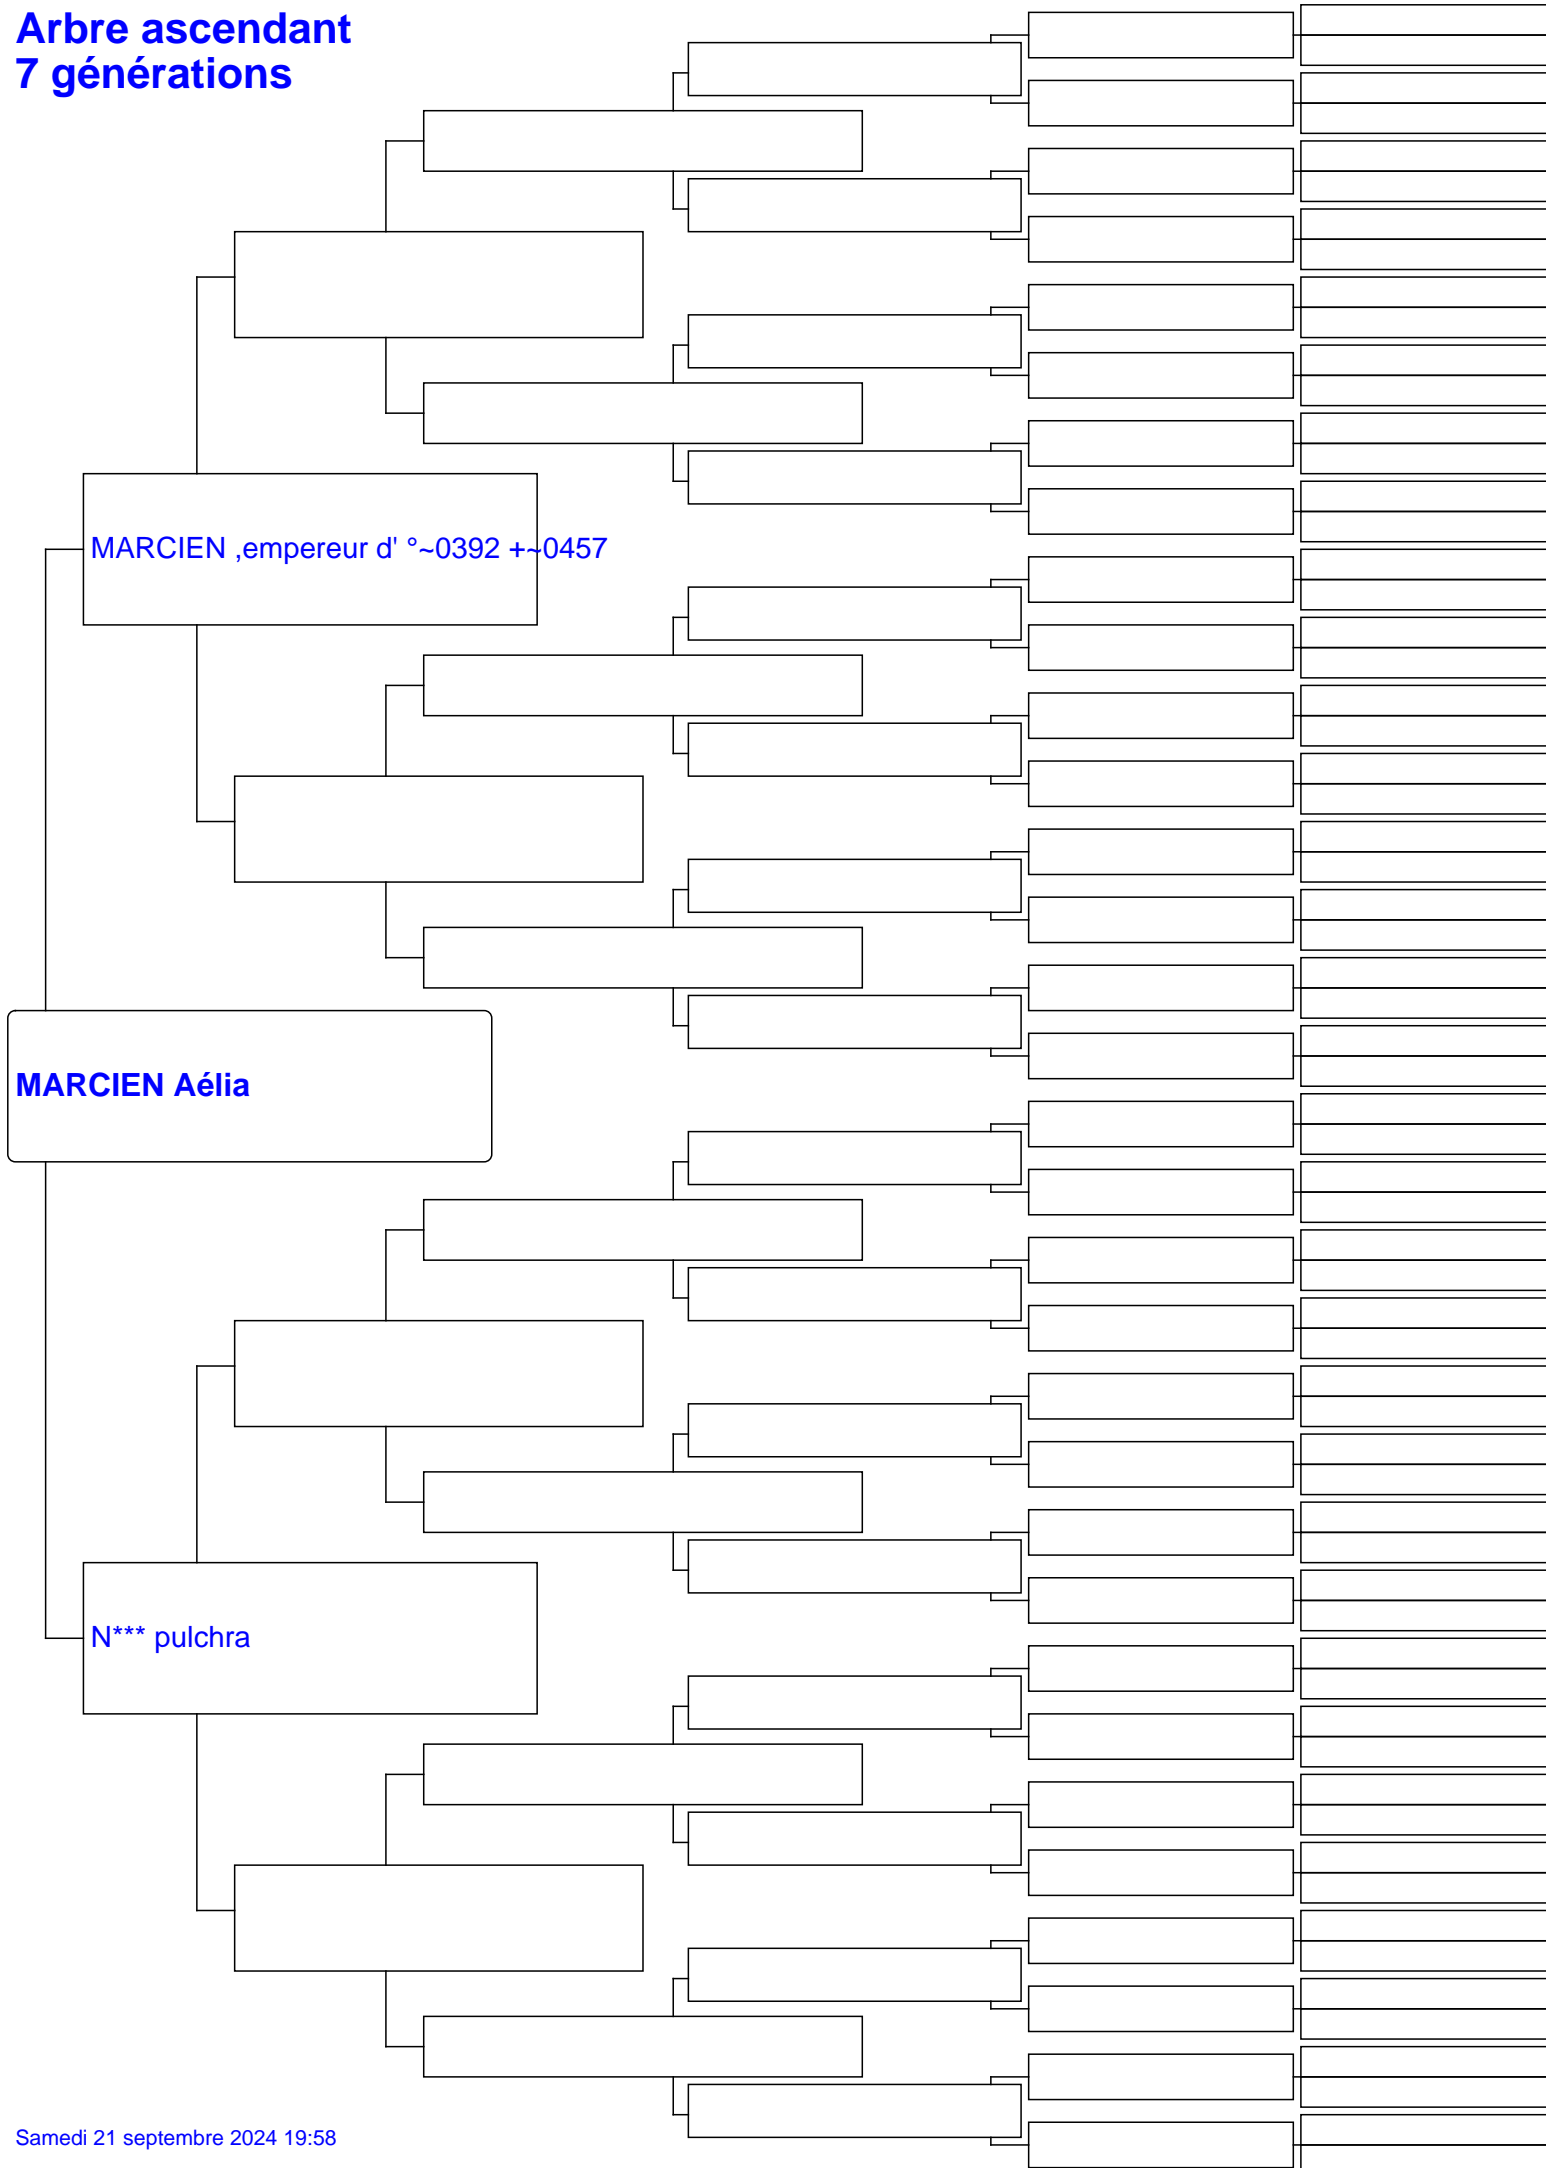 Arbre ascendant
7 générations
MARCIEN ,empereur d' °~0392 +~0457
MARCIEN Aélia
N*** pulchra
Samedi 21 septembre 2024 19:58